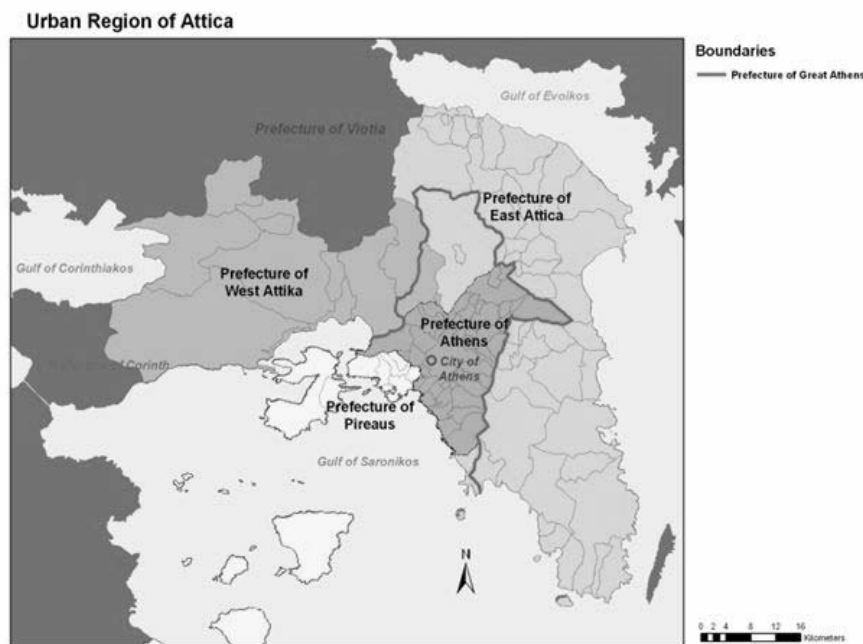 Urban Region of Attica
Boundaries
Prefecture of Great Athens
Gulf of Evoikos
Prefecture of Viotia
Prefecture of
East Attica
Gulf of Corinthiakos
Prefecture of
West Attika
Prefecture of
Athens
City of
Athens
of Corinth
Prefecture of
Pireaus
Gulf of Saronikos
N
0 2 4 8 12 16
Kilometers